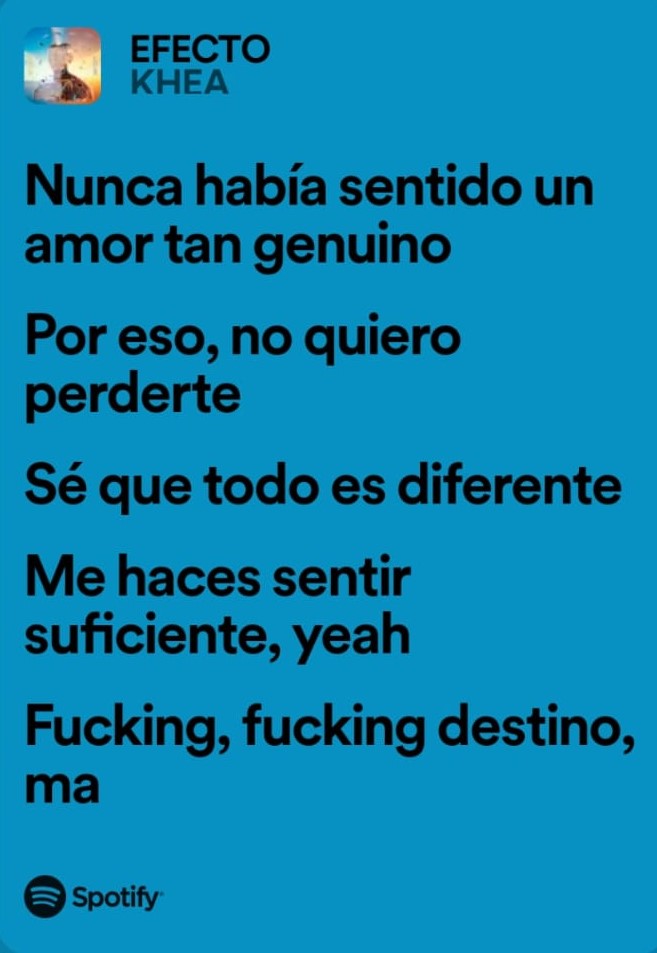 EFECTO
KHEA
Nunca había sentido un
amor tan genuino
Por eso, no quiero
perderte
Sé que todo es diferente
Me haces sentir
suficiente, yeah
Fucking, fucking destino,
ma
Spotify